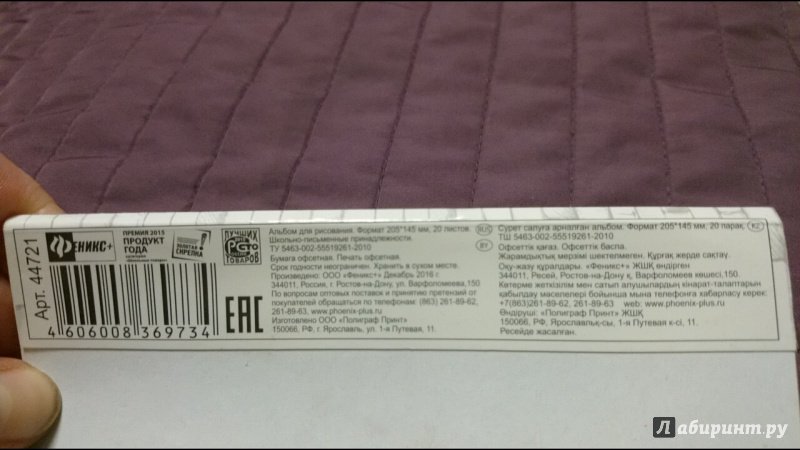 Арт. 44721
ФЕНИКС+
ПРЕМИЯ 2015
ПРОДУКТ
ГОДА
ЗОЛОТАЯ
СКРЕПКА
ЛУЧШИХ
ТОВАРОВ
4 606008 369734
EAC
Альбом для рисования. Формат 205*145 мм, 20 листов.
Школьно-письменные принадлежности.
ТУ 5463-002-55519261-2010
Бумага офсетная. Печать офсетная.
Срок годности неограничен. Хранить в сухом месте.
Произведено: ООО «Феникс+» Декабрь 2016 г.
344011, Россия, г. Ростов-на-Дону, ул. Варфоломеева,150
По вопросам оптовых поставок и принятию претензий от
покупателей обращаться по телефонам: (863) 261-89-62,
261-89-63, www.phoenix-plus.ru
Изготовлено ООО «Полиграф Принт»
150066, РФ, г. Ярославль, ул. 1-я Путевая, 11.
RUS
BY
Сурет салуға арналған альбом. Формат 205*145 мм, 20 парақ.
ТШ 5463-002-55519261-2010
Офсеттік қағаз. Офсеттік баспа.
Жарамдықтың мерзімі шектелмеген. Құрғақ жерде сақтау.
Оқу-жазу құралдары. «Феникс+» ЖШҚ өндірген
344011, Ресей, Ростов-на-Дону қ, Варфоломеев көшесі,150.
Көтерме жеткізілім мен сатып алушылардың кінарат-талаптарын
қабылдау мәселелері бойынша мына телефонға хабарласу керек:
+7(863) 261-89-62, 261-89-63 web: www.phoenix-plus.ru
Өндіруші: «Полиграф Принт» ЖШҚ
150066, РФ, Ярославль-сы, 1-я Путевая к-сі, 11.
Ресейде жасалған.
KZ
Лабиринт.ру